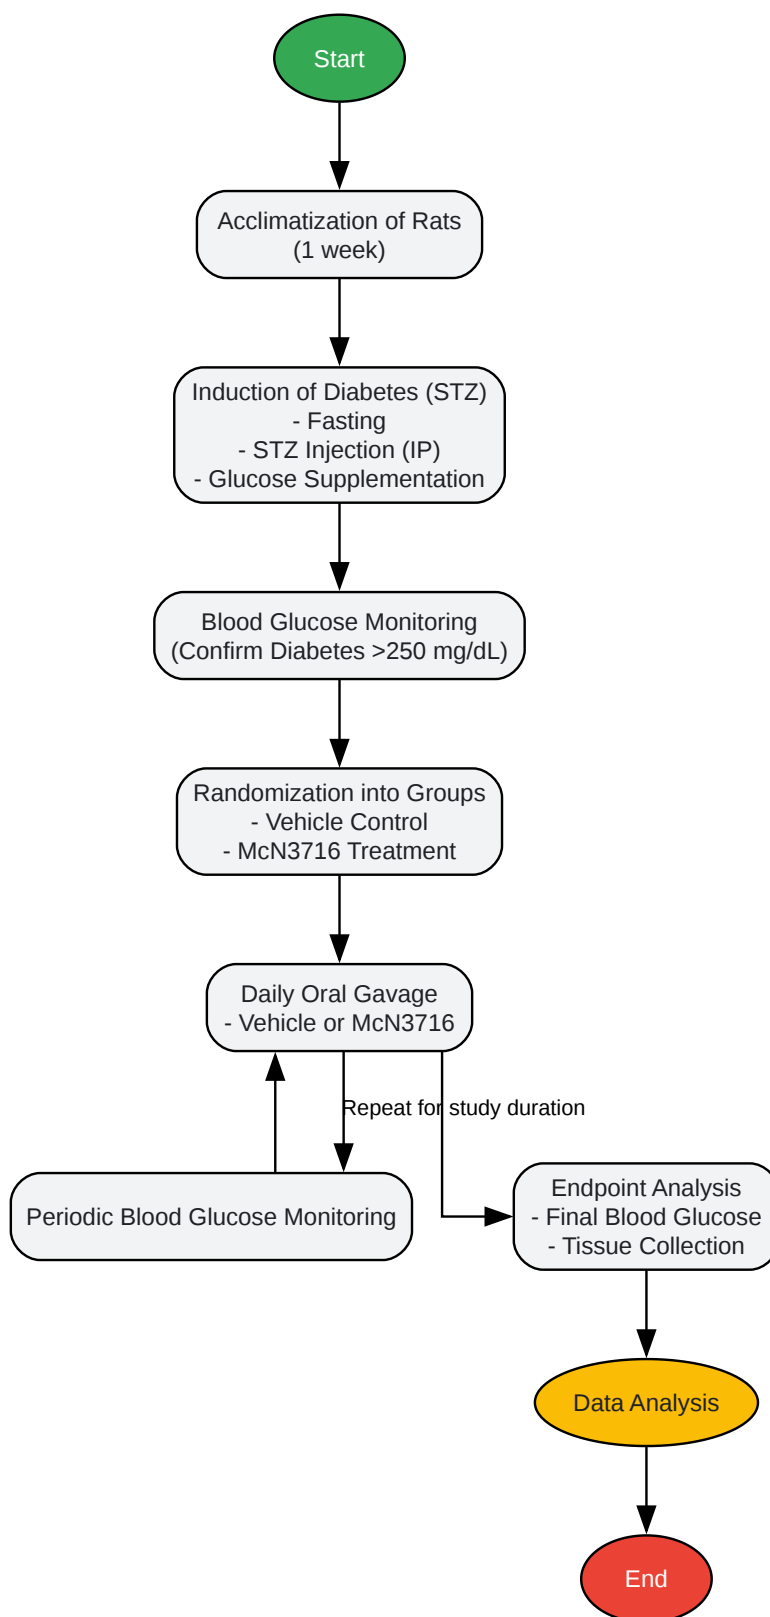 Start
Acclimatization of Rats
(1 week)
Induction of Diabetes (STZ)
- Fasting
- STZ Injection (IP)
- Glucose Supplementation
Blood Glucose Monitoring
(Confirm Diabetes >250 mg/dL)
Randomization into Groups
- Vehicle Control
- McN3716 Treatment
Daily Oral Gavage
- Vehicle or McN3716
Repeat for study duration
Periodic Blood Glucose Monitoring
Endpoint Analysis
- Final Blood Glucose
- Tissue Collection
Data Analysis
End